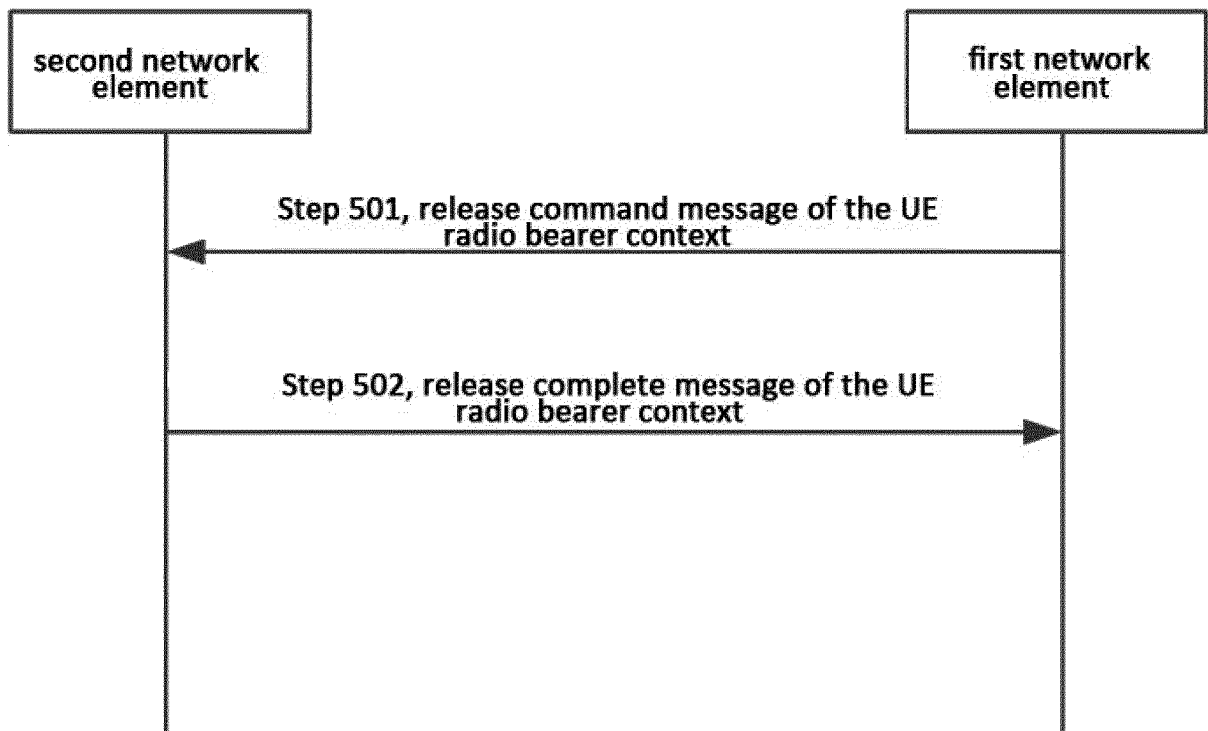 second network
element
first network
element
Step 501, release command message of the UE
radio bearer context
Step 502, release complete message of the UE
radio bearer context